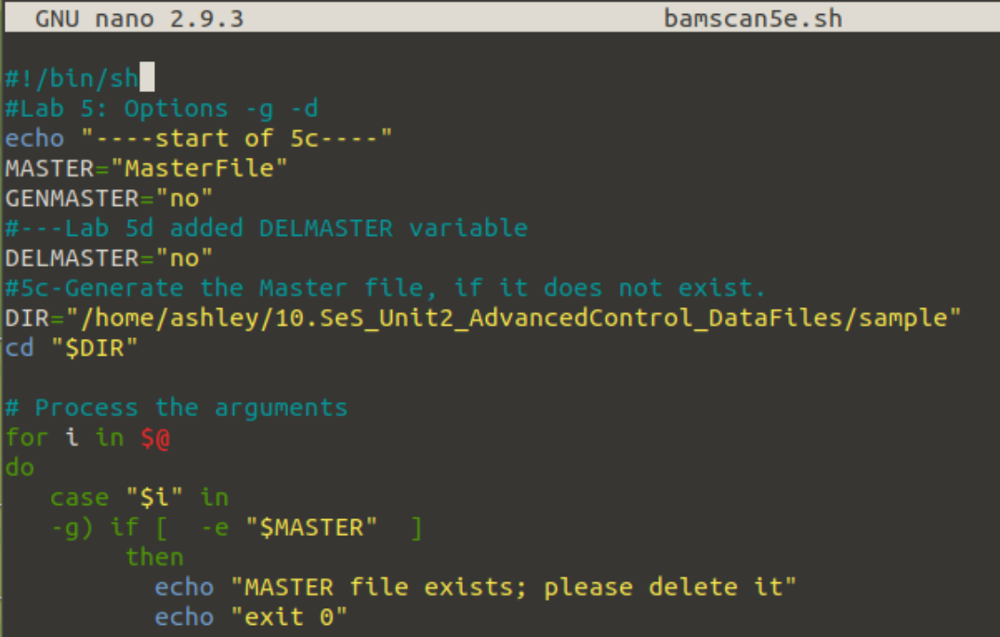 GNU nano 2.9.3 bamscan5e.sh
#!/bin/sh
#Lab 5: Options -g -d
echo "----start of 5c----"
MASTER="MasterFile"
GENMASTER="no"
#---Lab 5d added DELMASTER variable
DELMASTER="no"
#5c-Generate the Master file, if it does not exist.
DIR="/home/ashley/10.SeS_Unit2_AdvancedControl_DataFiles/sample"
cd "$DIR"
# Process the arguments
for i in $@
do
case "$i" in
-g) if [  -e "$MASTER"  ]
then
echo "MASTER file exists; please delete it"
echo "exit 0"